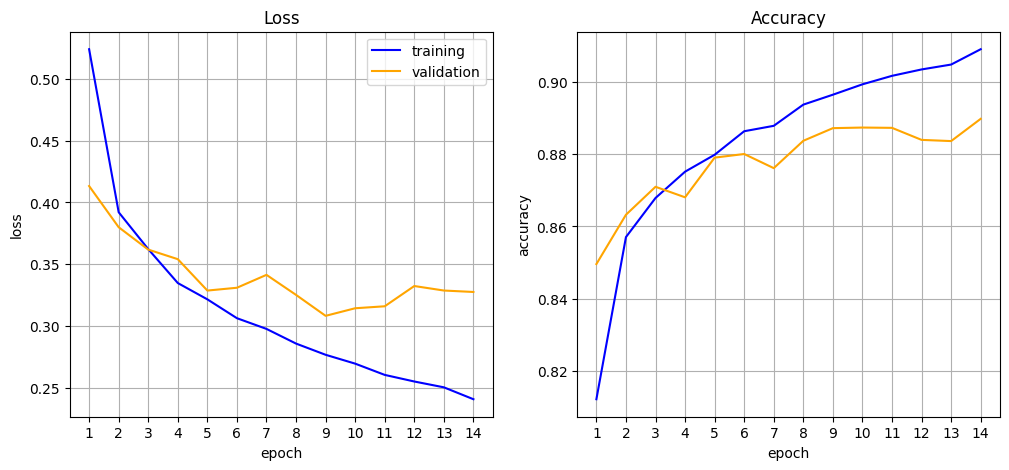 Loss
training
validation
0.50
0.45
0.40
0.35
0.30
0.25
loss
1 2 3 4 5 6 7 8 9 10 11 12 13 14
epoch
Accuracy
0.90
0.88
0.86
0.84
0.82
accuracy
1 2 3 4 5 6 7 8 9 10 11 12 13 14
epoch